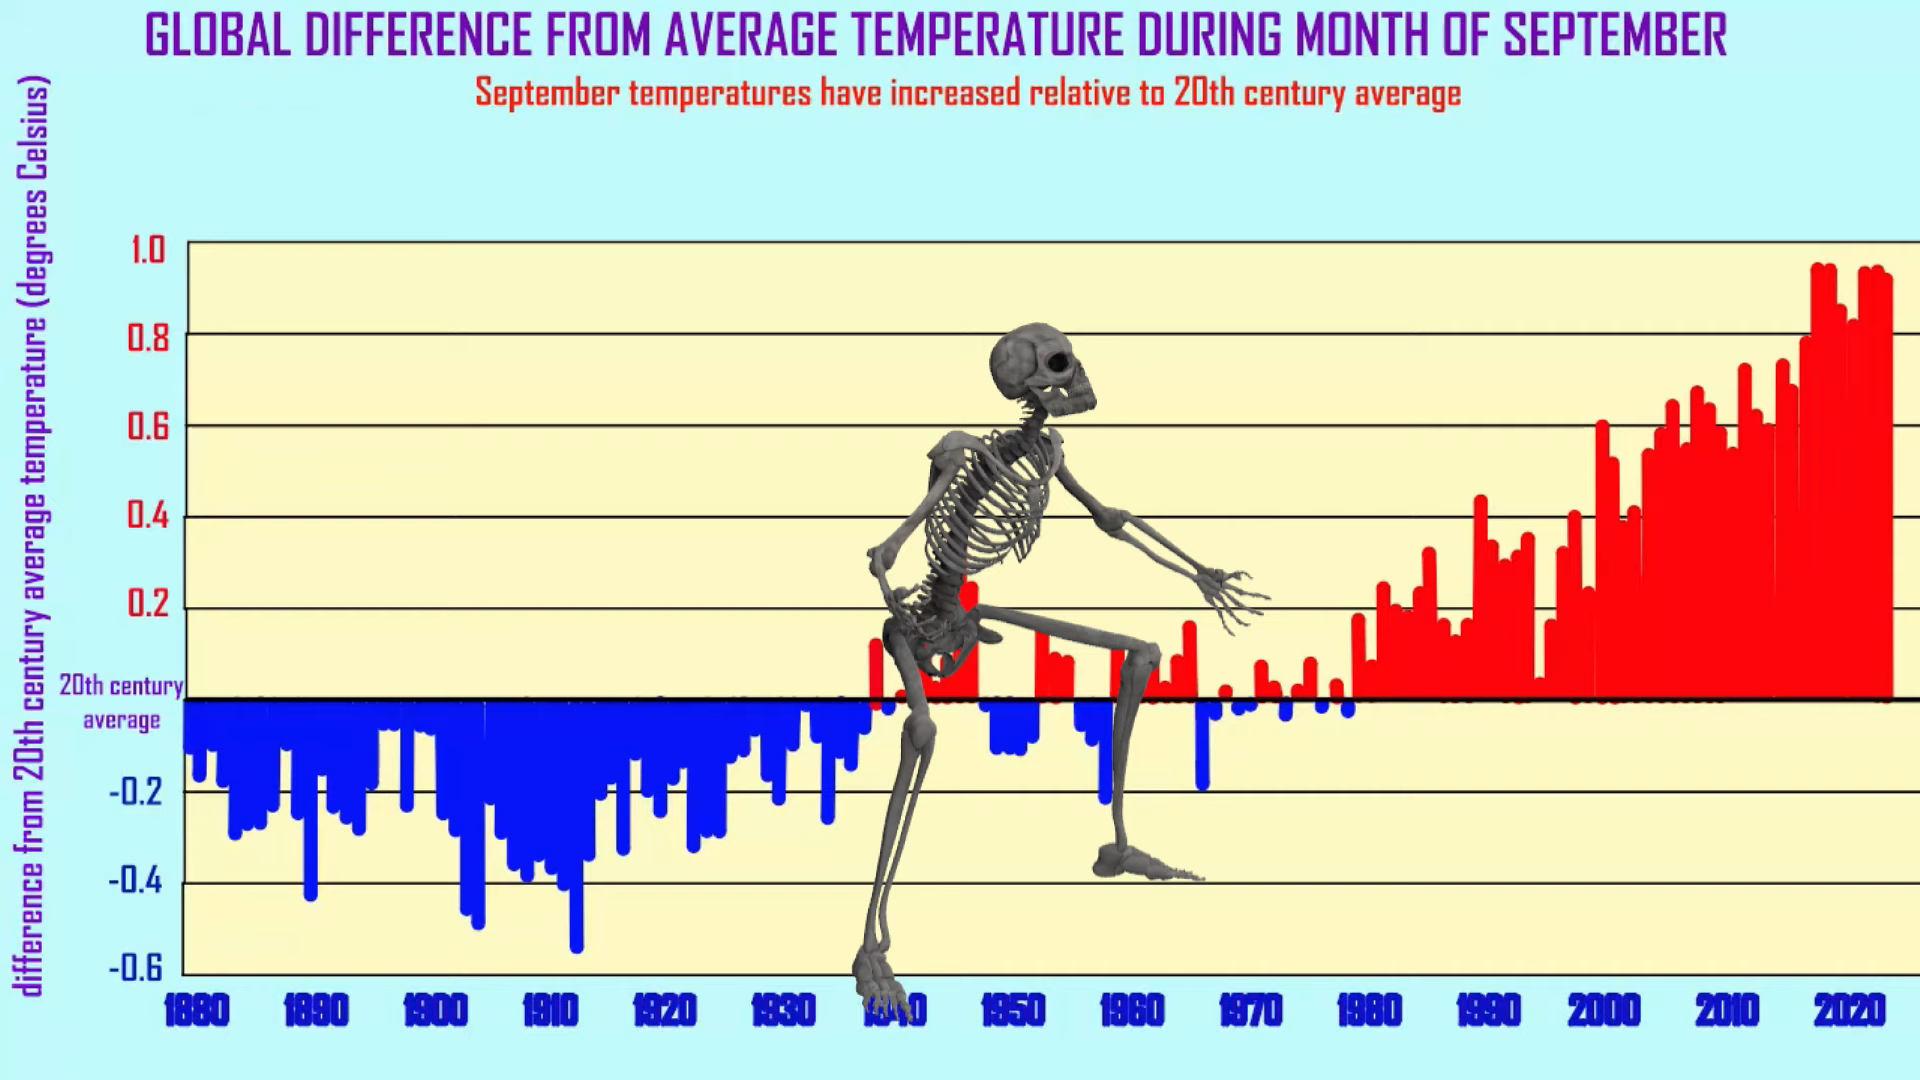 GLOBAL DIFFERENCE FROM AVERAGE TEMPERATURE DURING MONTH OF SEPTEMBER
September temperatures have increased relative to 20th century average
difference from 20th century average temperature (degrees Celsius)
1.0
0.8
0.6
0.4
0.2
20th century
average
-0.2
-0.4
-0.6
1880 1890 1900 1910 1920 1930 1940 1950 1960 1970 1980 1990 2000 2010 2020